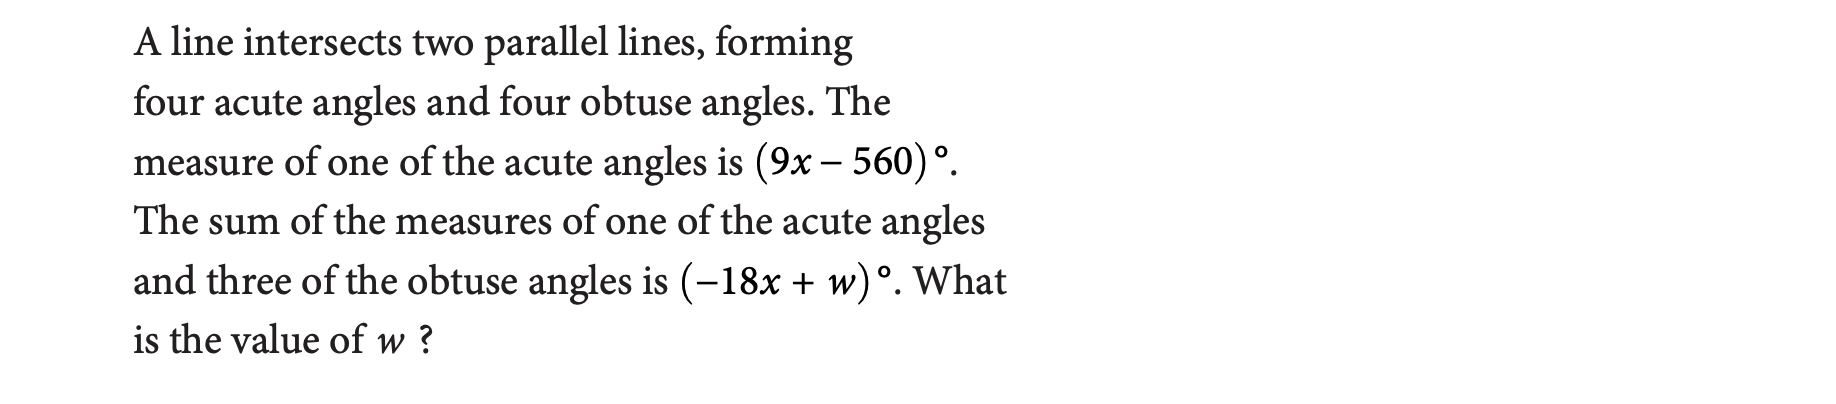 A line intersects two parallel lines, forming
four acute angles and four obtuse angles. The
measure of one of the acute angles is (9x – 560)°.
The sum of the measures of one of the acute angles
and three of the obtuse angles is (–18x + w)°. What
is the value of w ?